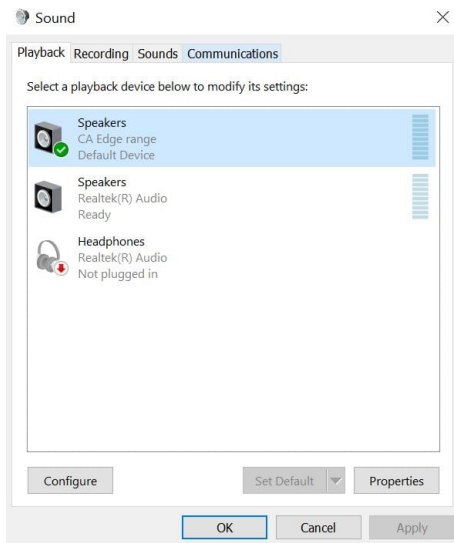 Sound
Playback Recording Sounds Communications
Select a playback device below to modify its settings:
Speakers
CA Edge range
Default Device
Speakers
Realtek(R) Audio
Ready
Headphones
Realtek(R) Audio
Not plugged in
Configure Set Default Properties
OK Cancel Apply